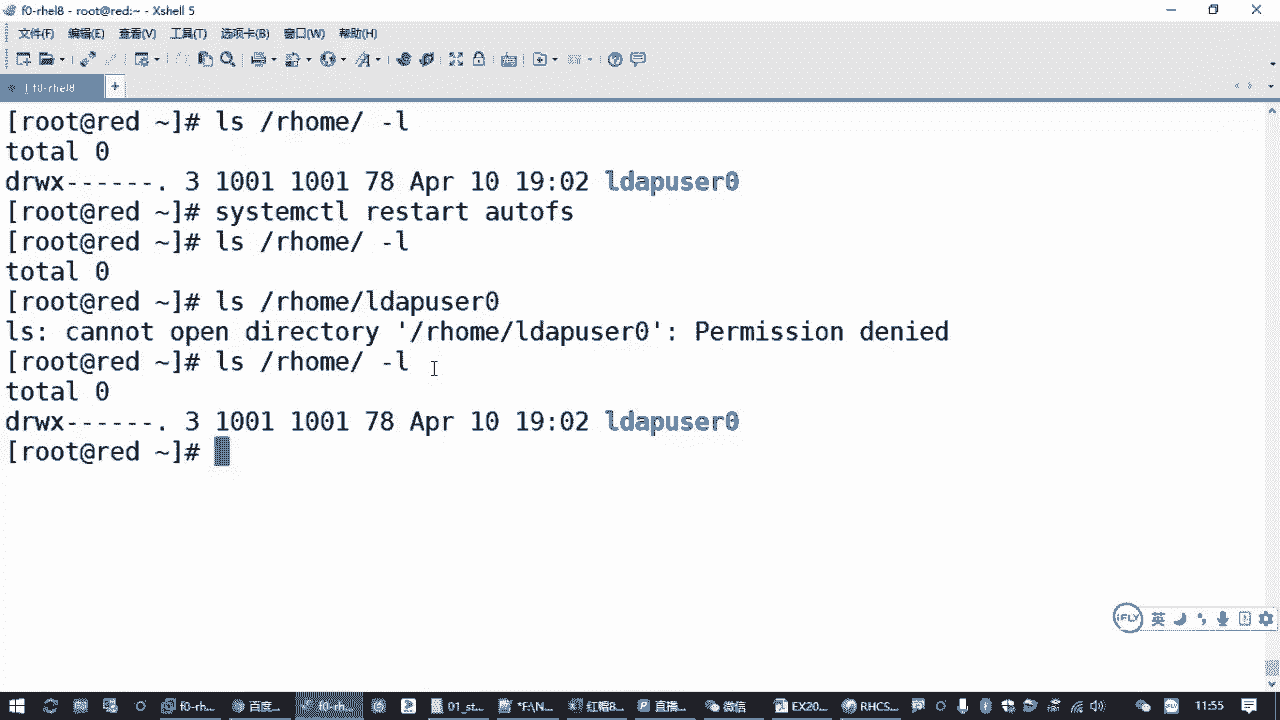 f0-rhel8 - root@red:~ - Xshell 5
文件(F) 编辑(E) 查看(V) 工具(T) 选项卡(B) 窗口(W) 帮助(H)
f0-rhel8
[root@red ~]# ls /rhome/ -l
total 0
drwx------. 3 1001 1001 78 Apr 10 19:02 ldapuser0
[root@red ~]# systemctl restart autofs
[root@red ~]# ls /rhome/ -l
total 0
[root@red ~]# ls /rhome/ldapuser0
ls: cannot open directory '/rhome/ldapuser0': Permission denied
[root@red ~]# ls /rhome/ -l
total 0
drwx------. 3 1001 1001 78 Apr 10 19:02 ldapuser0
[root@red ~]#
iFLY 英
f0-rh... 百度... f0-rh... 01_st... *F:\N... 红帽8... 直播... 微信 EX20... RHCS... 11:55